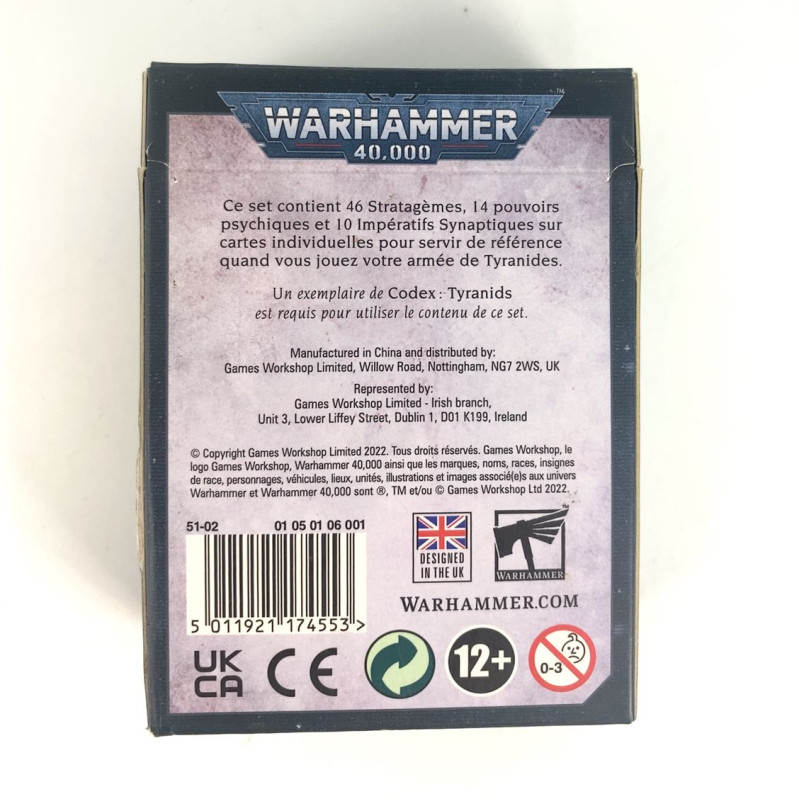 WARHAMMER
40,000
™
Ce set contient 46 Stratagèmes, 14 pouvoirs
psychiques et 10 Impératifs Synaptiques sur
cartes individuelles pour servir de référence
quand vous jouez votre armée de Tyranides.
Un exemplaire de Codex: Tyranids
est requis pour utiliser le contenu de ce set.
Manufactured in China and distributed by:
Games Workshop Limited, Willow Road, Nottingham, NG7 2WS, UK
Represented by:
Games Workshop Limited - Irish branch,
Unit 3, Lower Liffey Street, Dublin 1, D01 K199, Ireland
© Copyright Games Workshop Limited 2022. Tous droits réservés. Games Workshop, le
logo Games Workshop, Warhammer 40,000 ainsi que les marques, noms, races, insignes
de race, personnages, véhicules, lieux, unités, illustrations et images associé(e)s aux univers
Warhammer et Warhammer 40,000 sont ®, TM et/ou © Games Workshop Ltd 2022.
51-02 01 05 01 06 001
5 011921 174553 >
DESIGNED
IN THE UK
™
WARHAMMER
WARHAMMER.COM
UK
CA
CE
12+
0-3